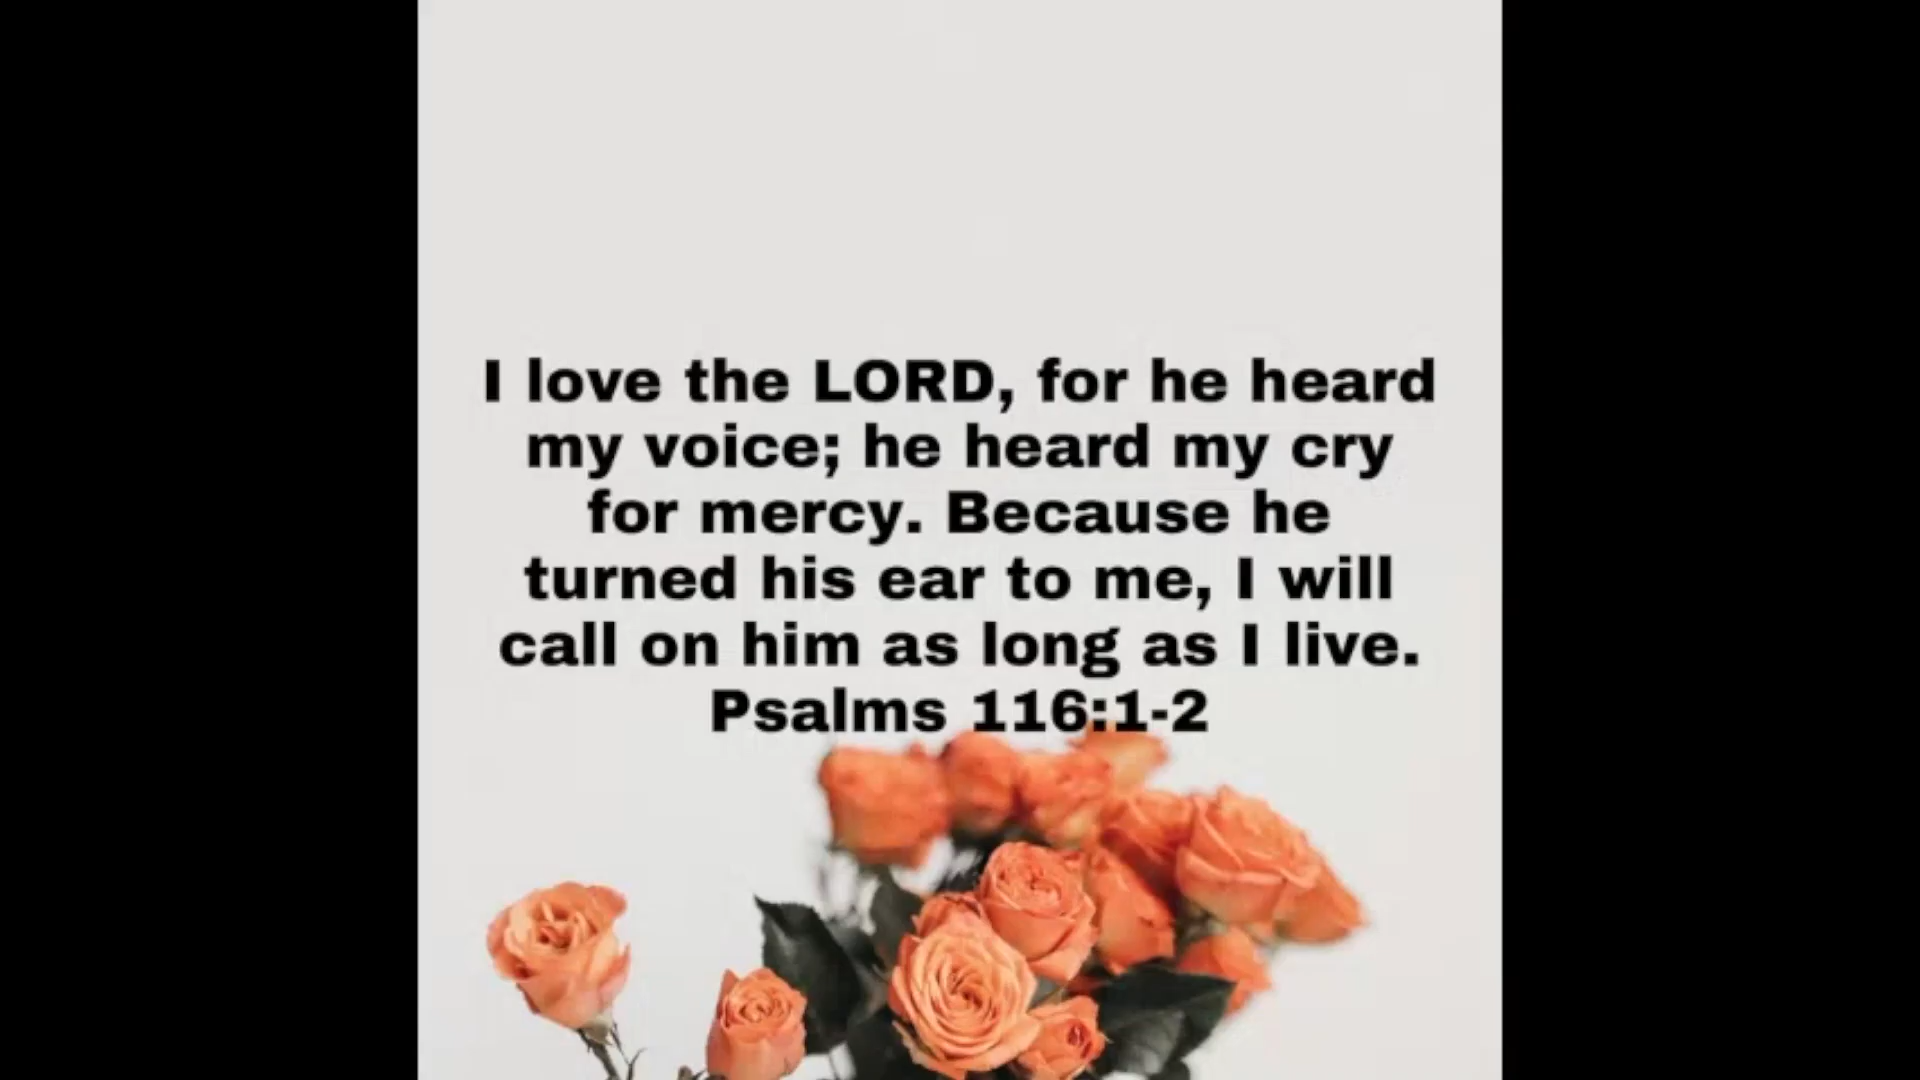 I love the LORD, for he heard
my voice; he heard my cry
for mercy. Because he
turned his ear to me, I will
call on him as long as I live.
Psalms 116:1-2